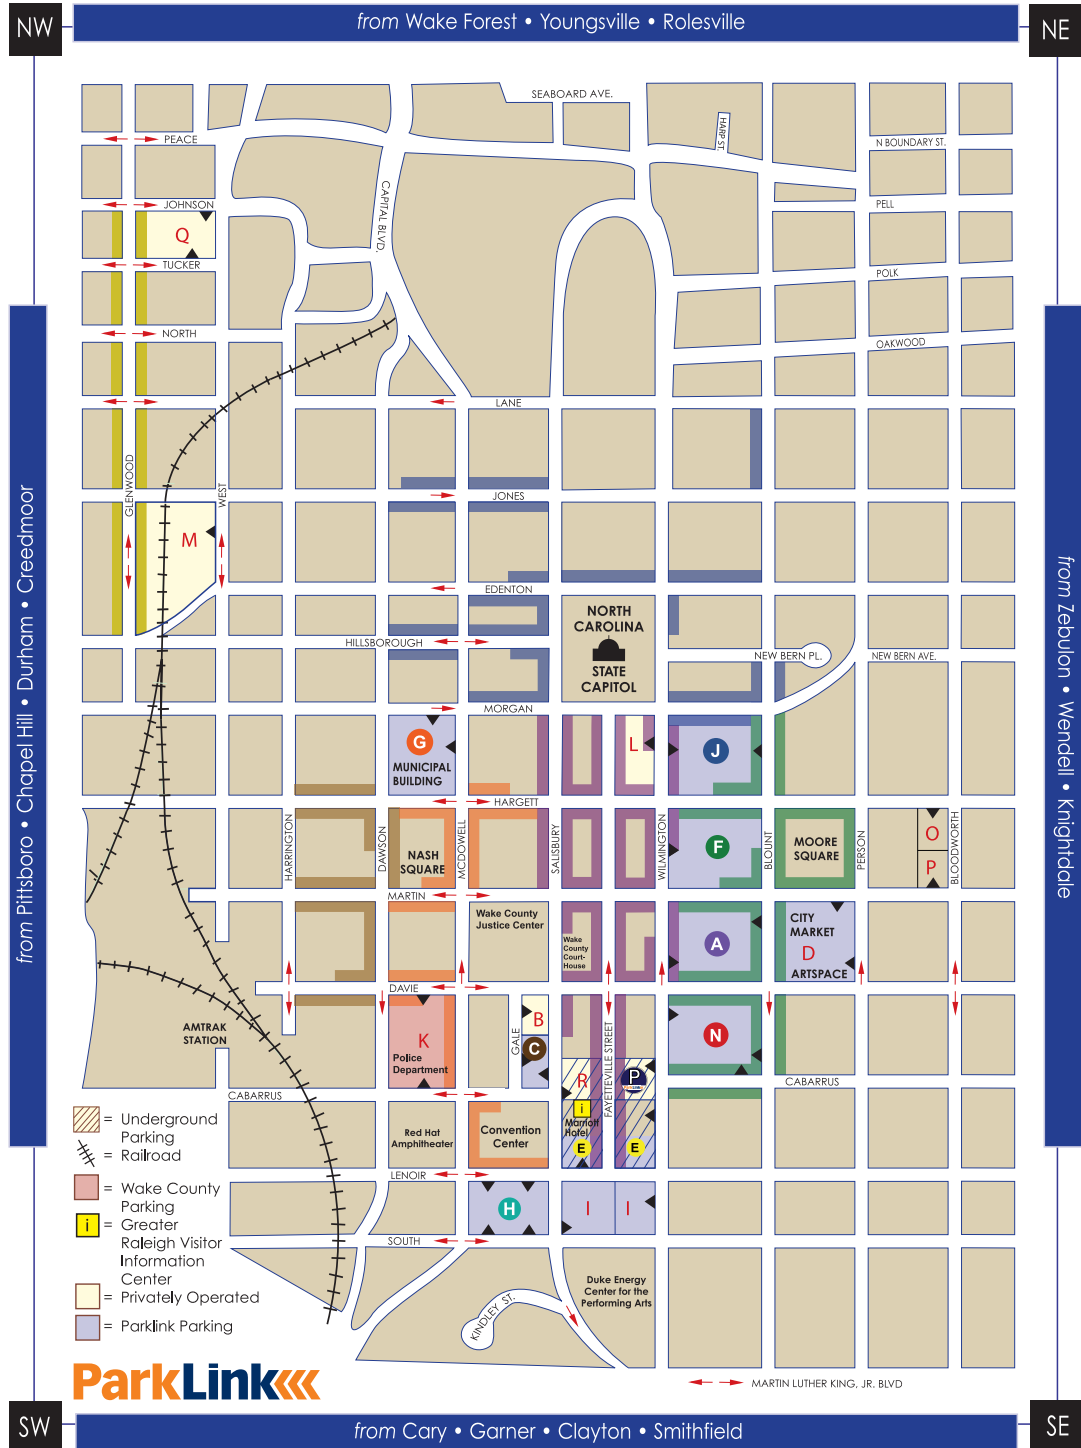 NW
from Wake Forest • Youngsville • Rolesville
NE
SEABOARD AVE.
HARP ST.
PEACE
N BOUNDARY ST.
CAPITAL BLVD.
JOHNSON
PELL
Q
TUCKER
POLK
NORTH
OAKWOOD
LANE
GLENWOOD
WEST
JONES
M
EDENTON
NORTH
CAROLINA
STATE
CAPITOL
HILLSBOROUGH
NEW BERN PL.
NEW BERN AVE.
MORGAN
G
MUNICIPAL
BUILDING
L
J
HARGETT
HARRINGTON
DAWSON
NASH
SQUARE
MCDOWELL
SALISBURY
WILMINGTON
F
BLOUNT
MOORE
SQUARE
PERSON
O
P
BLOODWORTH
MARTIN
Wake County
Justice Center
Wake
County
Court-
House
A
CITY
MARKET
D
ARTSPACE
DAVIE
AMTRAK
STATION
K
Police
Department
GALE
B
C
FAYETTEVILLE STREET
N
R
P
PARKLINK
CABARRUS
CABARRUS
i
Marriott
Hotel
E
E
Red Hat
Amphitheater
Convention
Center
LENOIR
H
I
I
SOUTH
KINDLEY ST.
Duke Energy
Center for the
Performing Arts
MARTIN LUTHER KING, JR. BLVD
= Underground
Parking
= Railroad
= Wake County
Parking
i = Greater
Raleigh Visitor
Information
Center
= Privately Operated
= Parklink Parking
ParkLink
from Pittsboro • Chapel Hill • Durham • Creedmoor
from Zebulon • Wendell • Knightdale
SW
from Cary • Garner • Clayton • Smithfield
SE